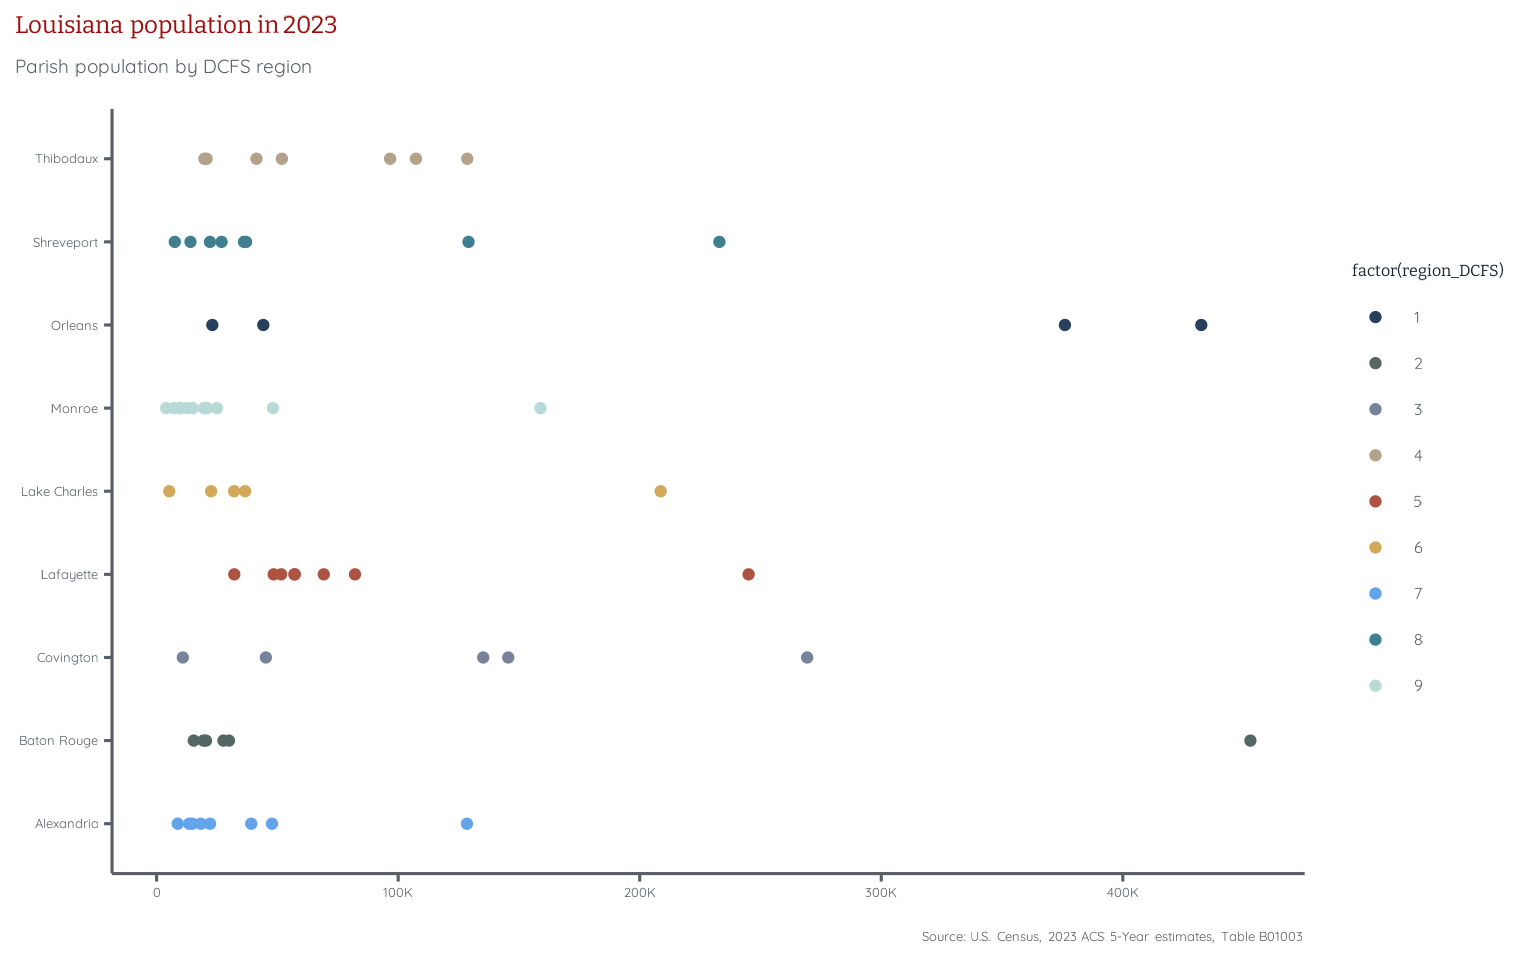 Louisiana population in 2023
Parish population by DCFS region
Thibodaux
Shreveport
Orleans
Monroe
Lake Charles
Lafayette
Covington
Baton Rouge
Alexandria
0 100K 200K 300K 400K
factor(region_DCFS)
1
2
3
4
5
6
7
8
9
Source: U.S. Census, 2023 ACS 5-Year estimates, Table B01003